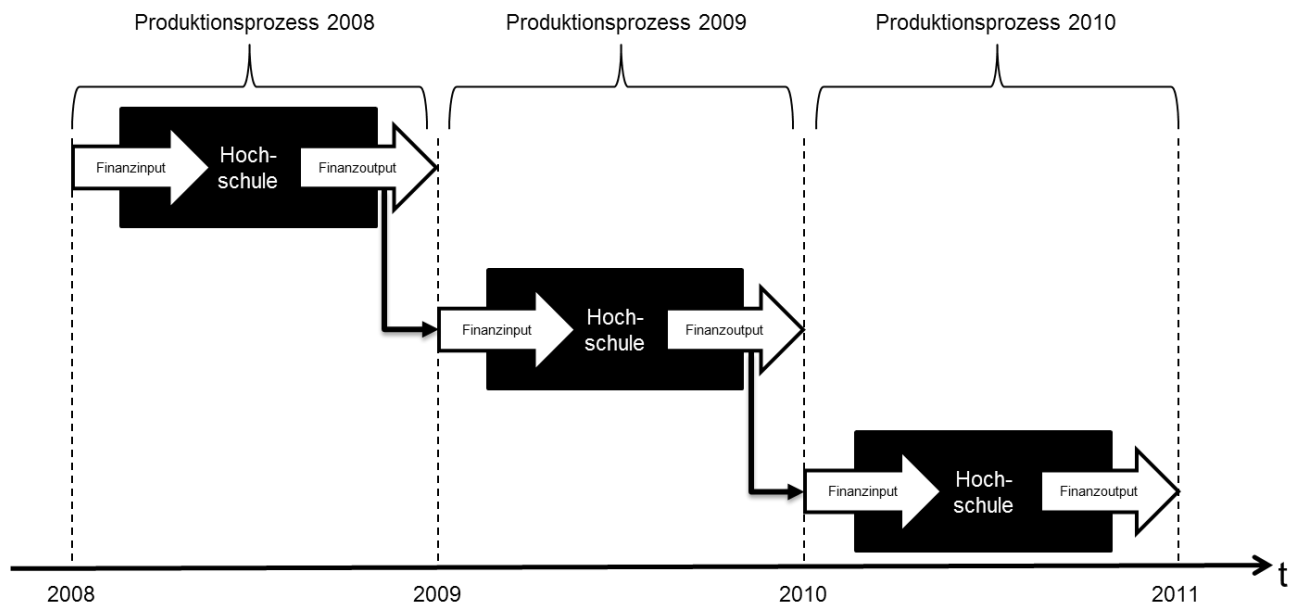 Produktionsprozess 2008
Produktionsprozess 2009
Produktionsprozess 2010
Finanzinput
Hoch-
schule
Finanzoutput
Finanzinput
Hoch-
schule
Finanzoutput
Finanzinput
Hoch-
schule
Finanzoutput
t
2008
2009
2010
2011